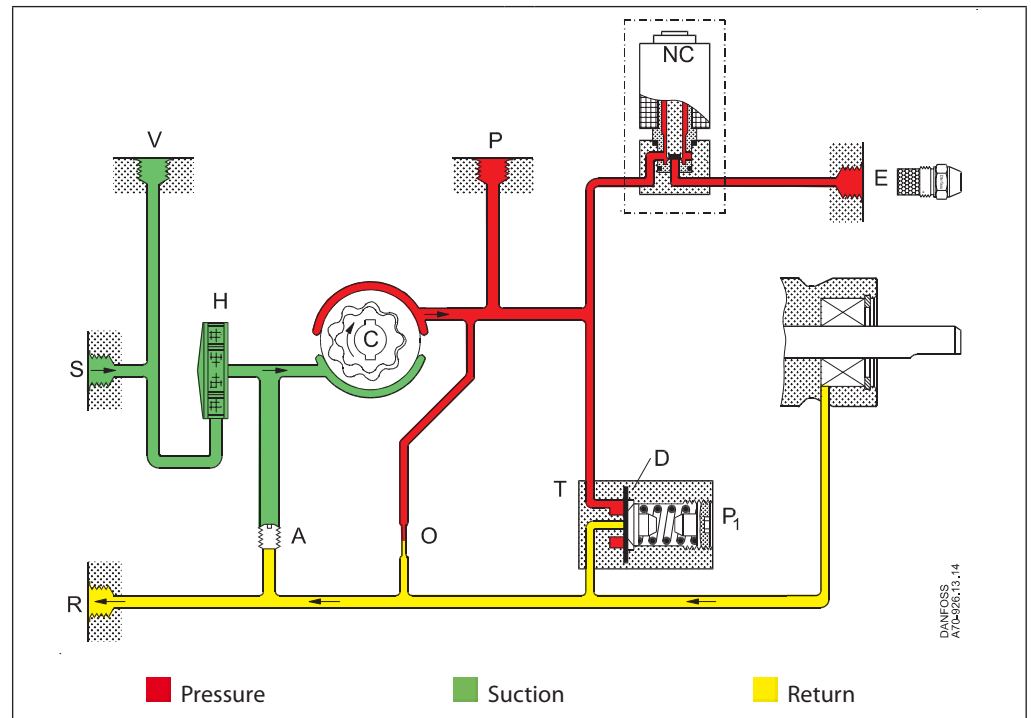 NC
V
P
E
H
C
S
D
T
P1
A
O
R
DANFOSS
A70-926.13.14
Pressure
Suction
Return